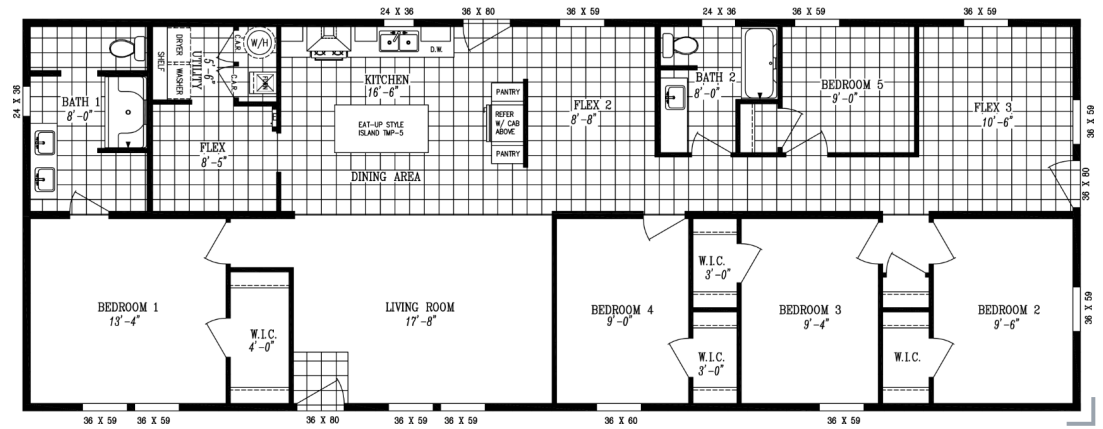 24 X 36
36 X 80
36 X 59
24 X 36
36 X 59
36 X 59
DRYER
WASHER
SHELF
UTILITY
5'-6"
C.A.R.
C.A.R.
W/H
D.W.
KITCHEN
16'-6"
PANTRY
REFER
W/ CAB
ABOVE
PANTRY
EAT-UP STYLE
ISLAND TMP-5
DINING AREA
FLEX 2
8'-8"
BATH 2
8'-0"
BEDROOM 5
9'-0"
FLEX 3
10'-6"
24 X 36
BATH 1
8'-0"
FLEX
8'-5"
36 X 59
36 X 80
BEDROOM 1
13'-4"
W.I.C.
4'-0"
LIVING ROOM
17'-8"
BEDROOM 4
9'-0"
W.I.C.
3'-0"
W.I.C.
3'-0"
BEDROOM 3
9'-4"
W.I.C.
BEDROOM 2
9'-6"
36 X 59
36 X 59
36 X 59
36 X 80
36 X 59
36 X 59
36 X 60
36 X 59